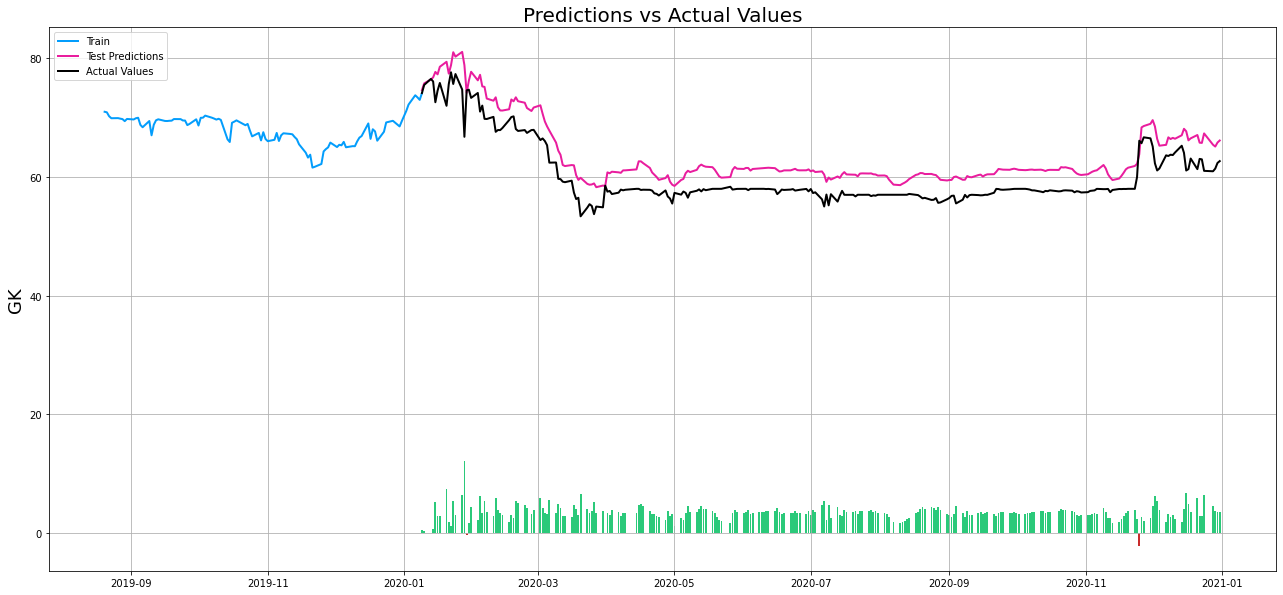 Predictions vs Actual Values
Train
Test Predictions
Actual Values
GK
80
60
40
20
0
2019-09
2019-11
2020-01
2020-03
2020-05
2020-07
2020-09
2020-11
2021-01